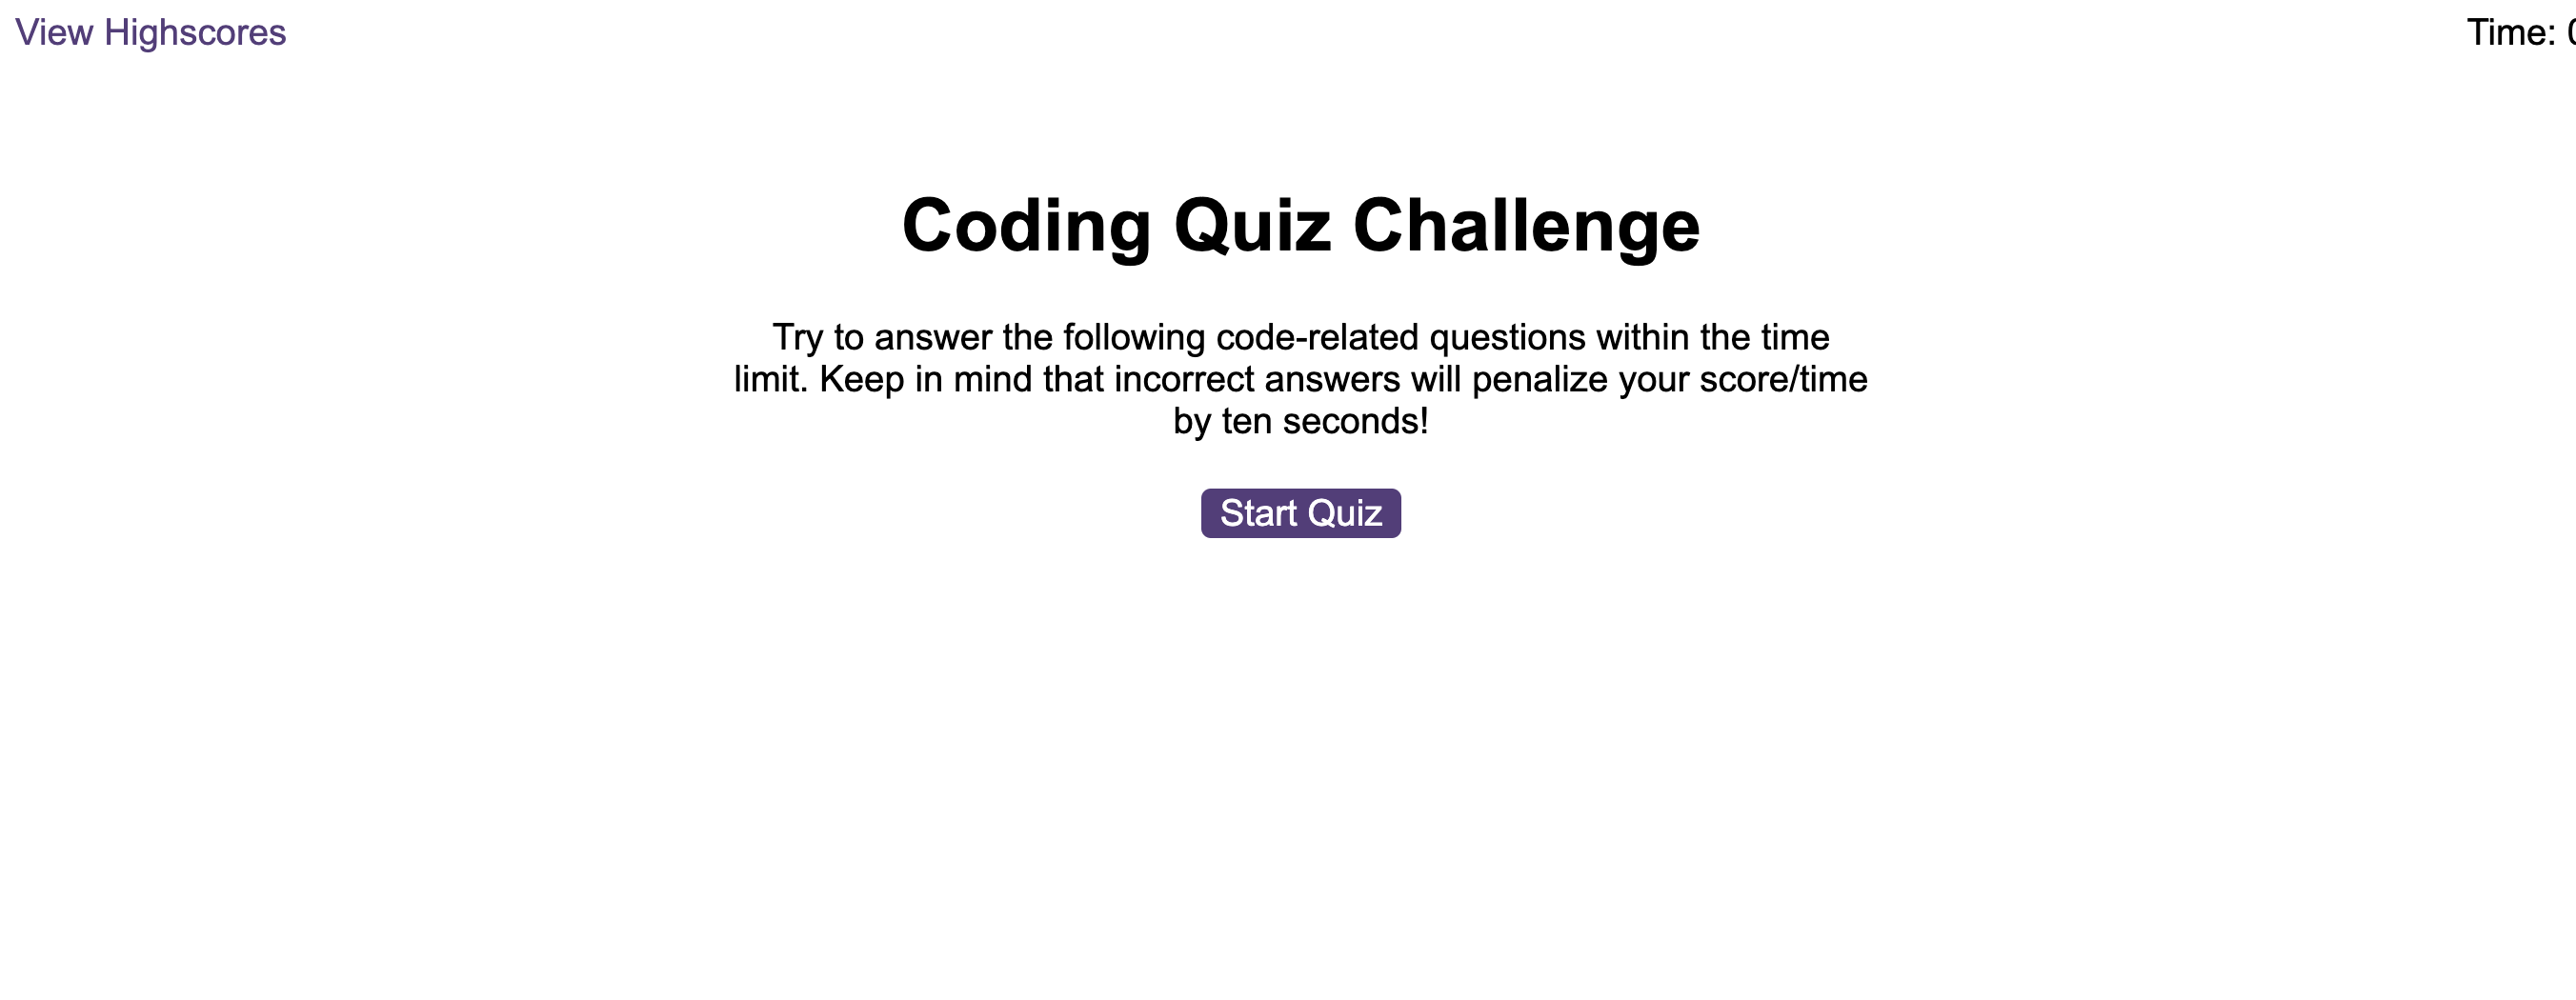 View Highscores
Time: 0
Coding Quiz Challenge
Try to answer the following code-related questions within the time
limit. Keep in mind that incorrect answers will penalize your score/time
by ten seconds!
Start Quiz